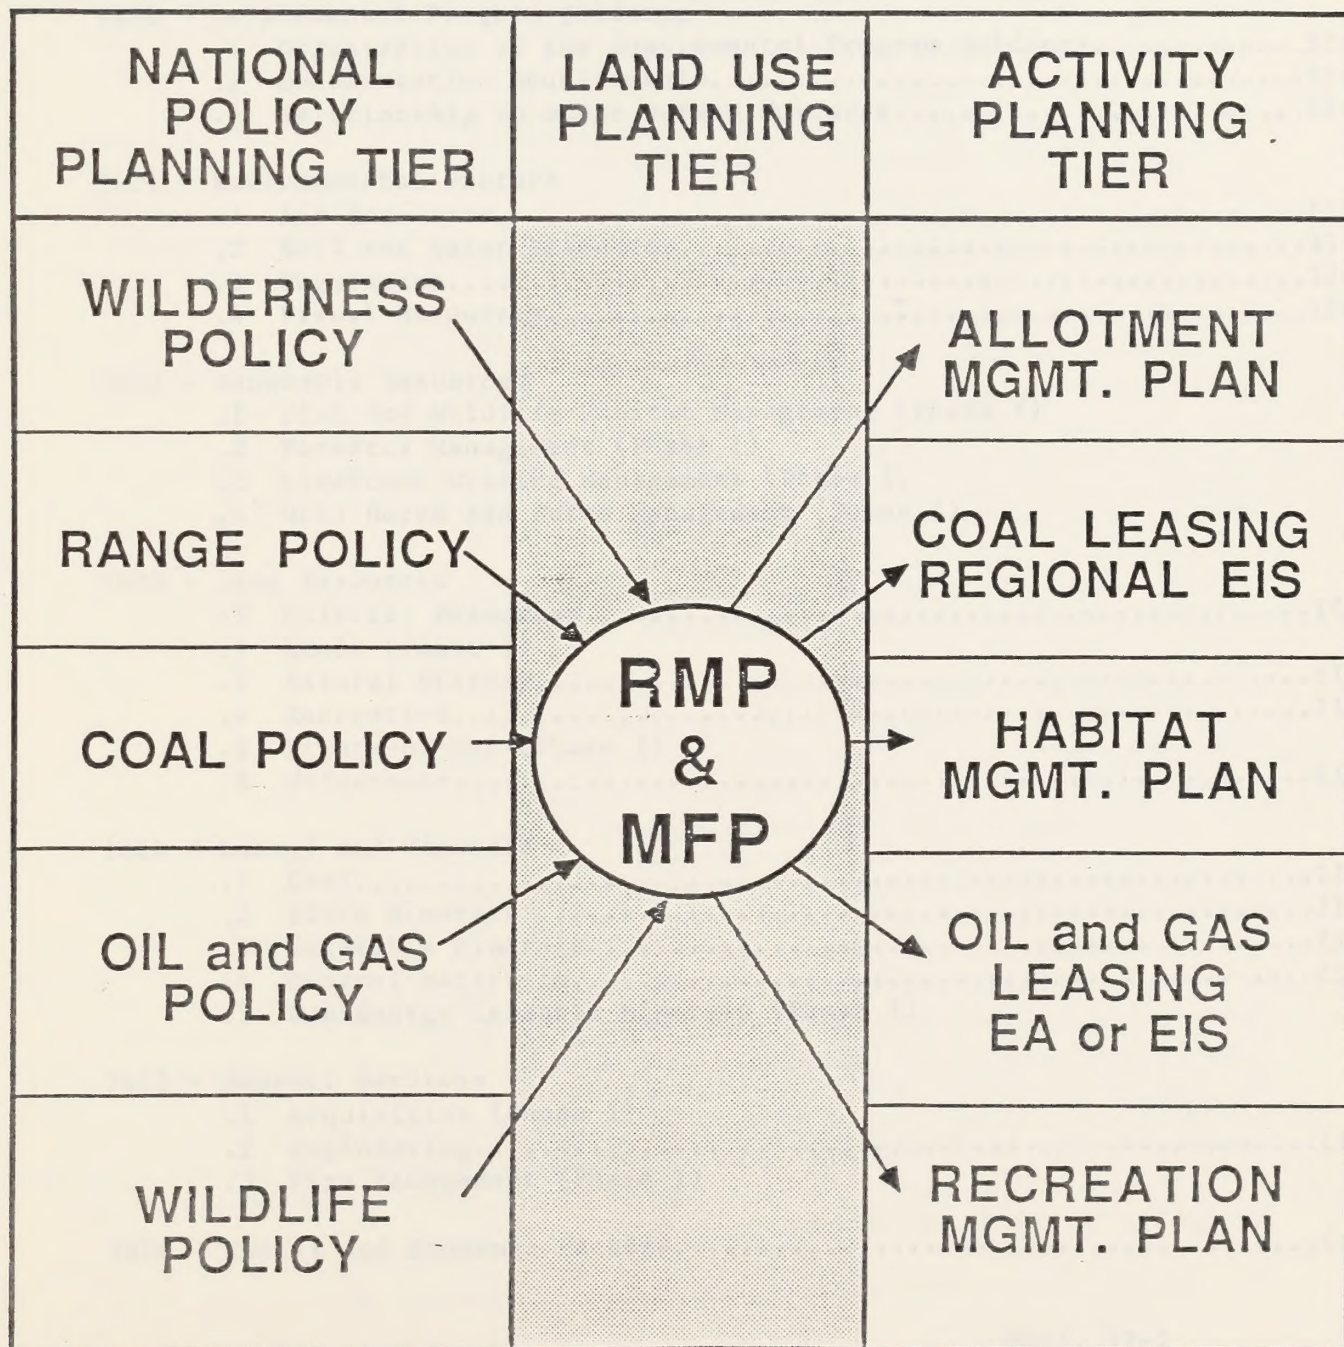 NATIONAL
POLICY
PLANNING TIER
LAND USE
PLANNING
TIER
ACTIVITY
PLANNING
TIER
WILDERNESS
POLICY
RANGE POLICY
COAL POLICY
OIL and GAS
POLICY
WILDLIFE
POLICY
RMP
&
MFP
ALLOTMENT
MGMT. PLAN
COAL LEASING
REGIONAL EIS
HABITAT
MGMT. PLAN
OIL and GAS
LEASING
EA or EIS
RECREATION
MGMT. PLAN